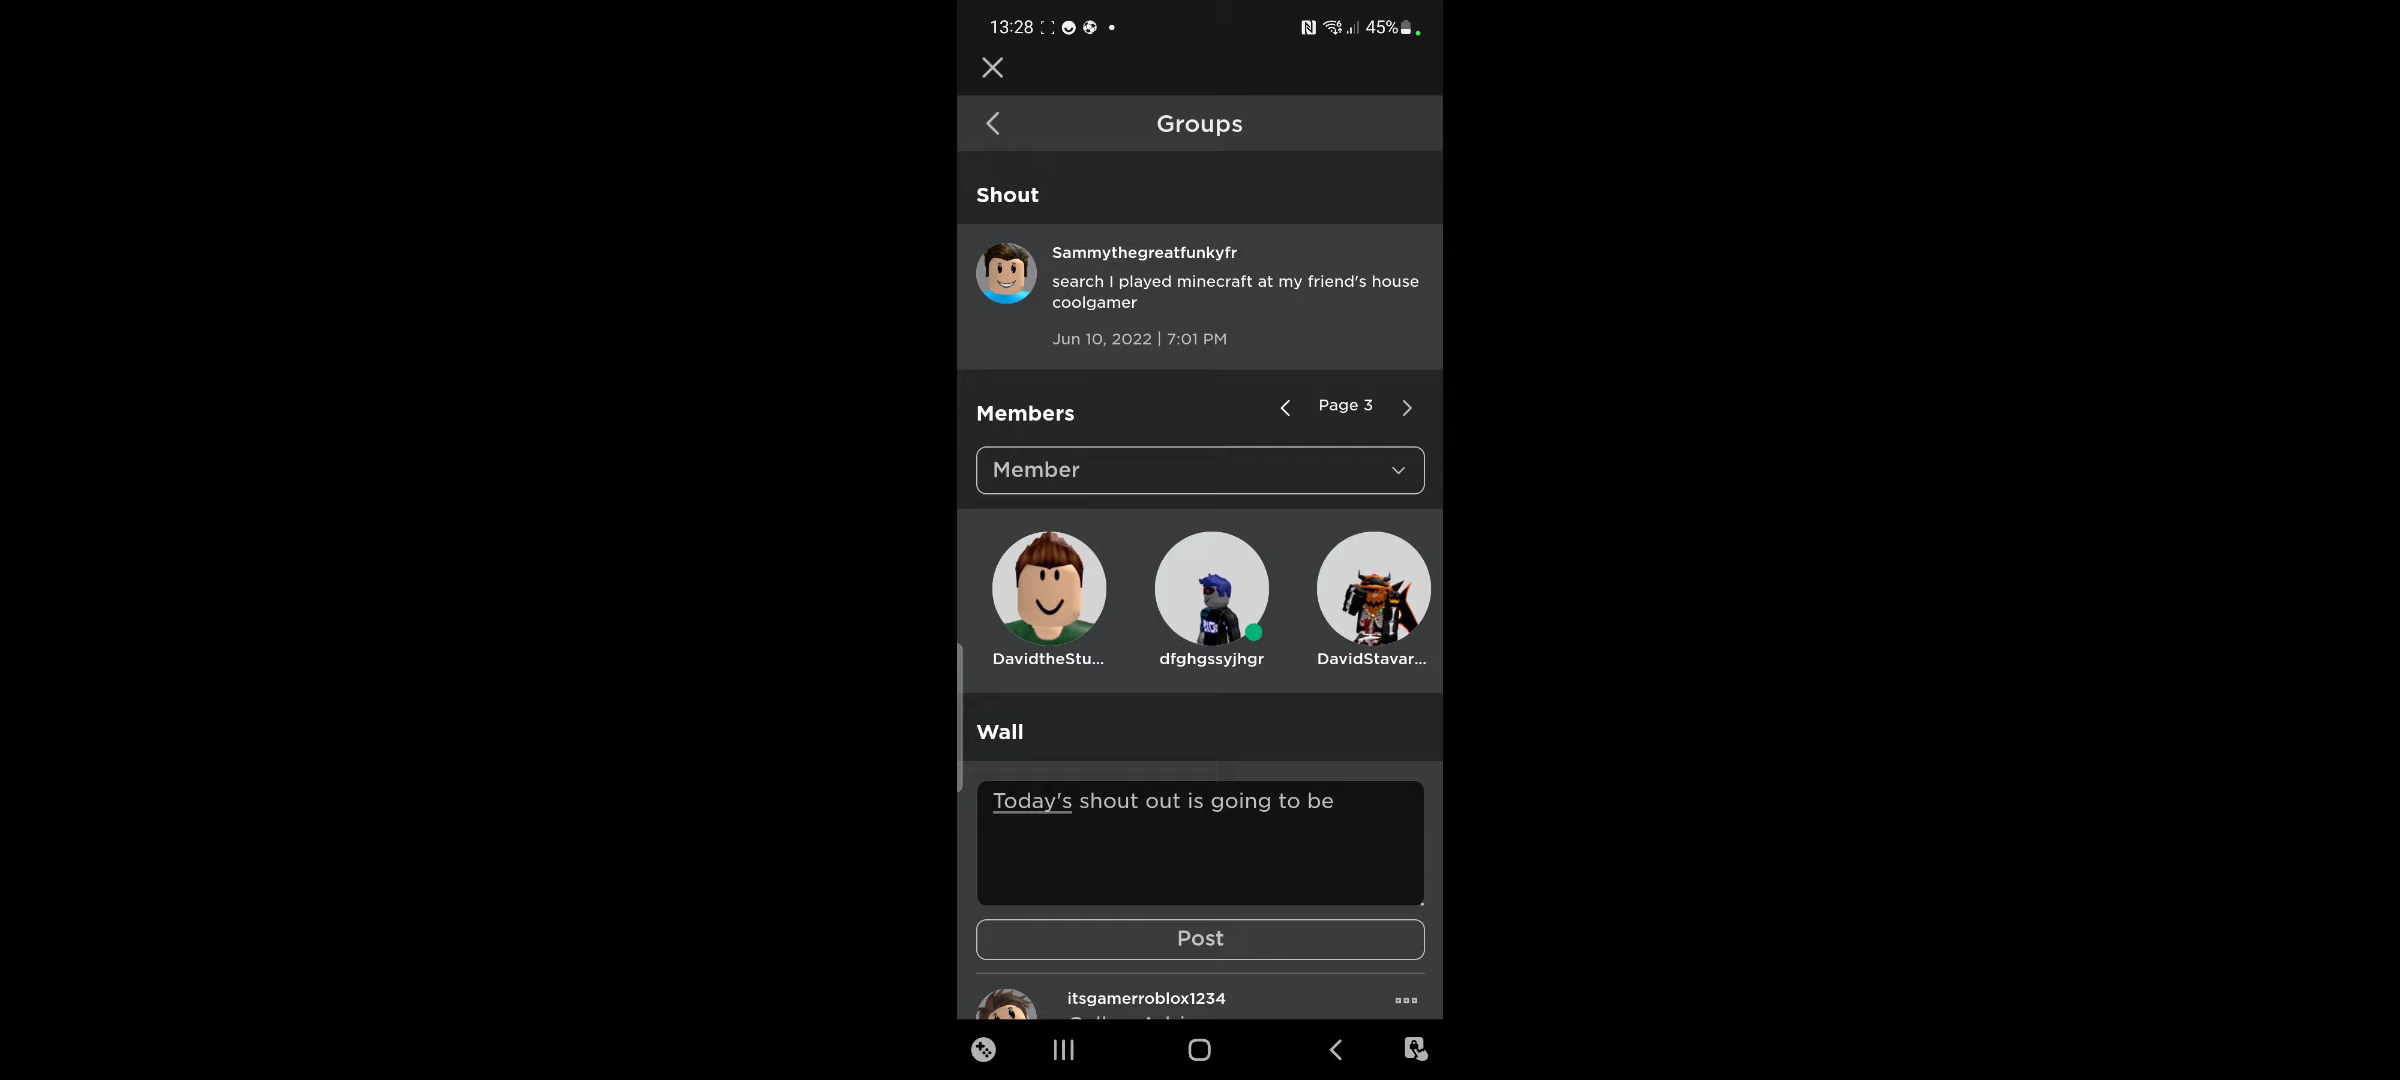 13:28
45%
Groups
Shout
Sammythegreatfunkyfr
search I played minecraft at my friend's house
coolgamer
Jun 10, 2022 | 7:01 PM
Members
Page 3
Member
DavidtheStu...
dfghgssyjhgr
DavidStavar...
Wall
Today's shout out is going to be
Post
itsgamerroblox1234